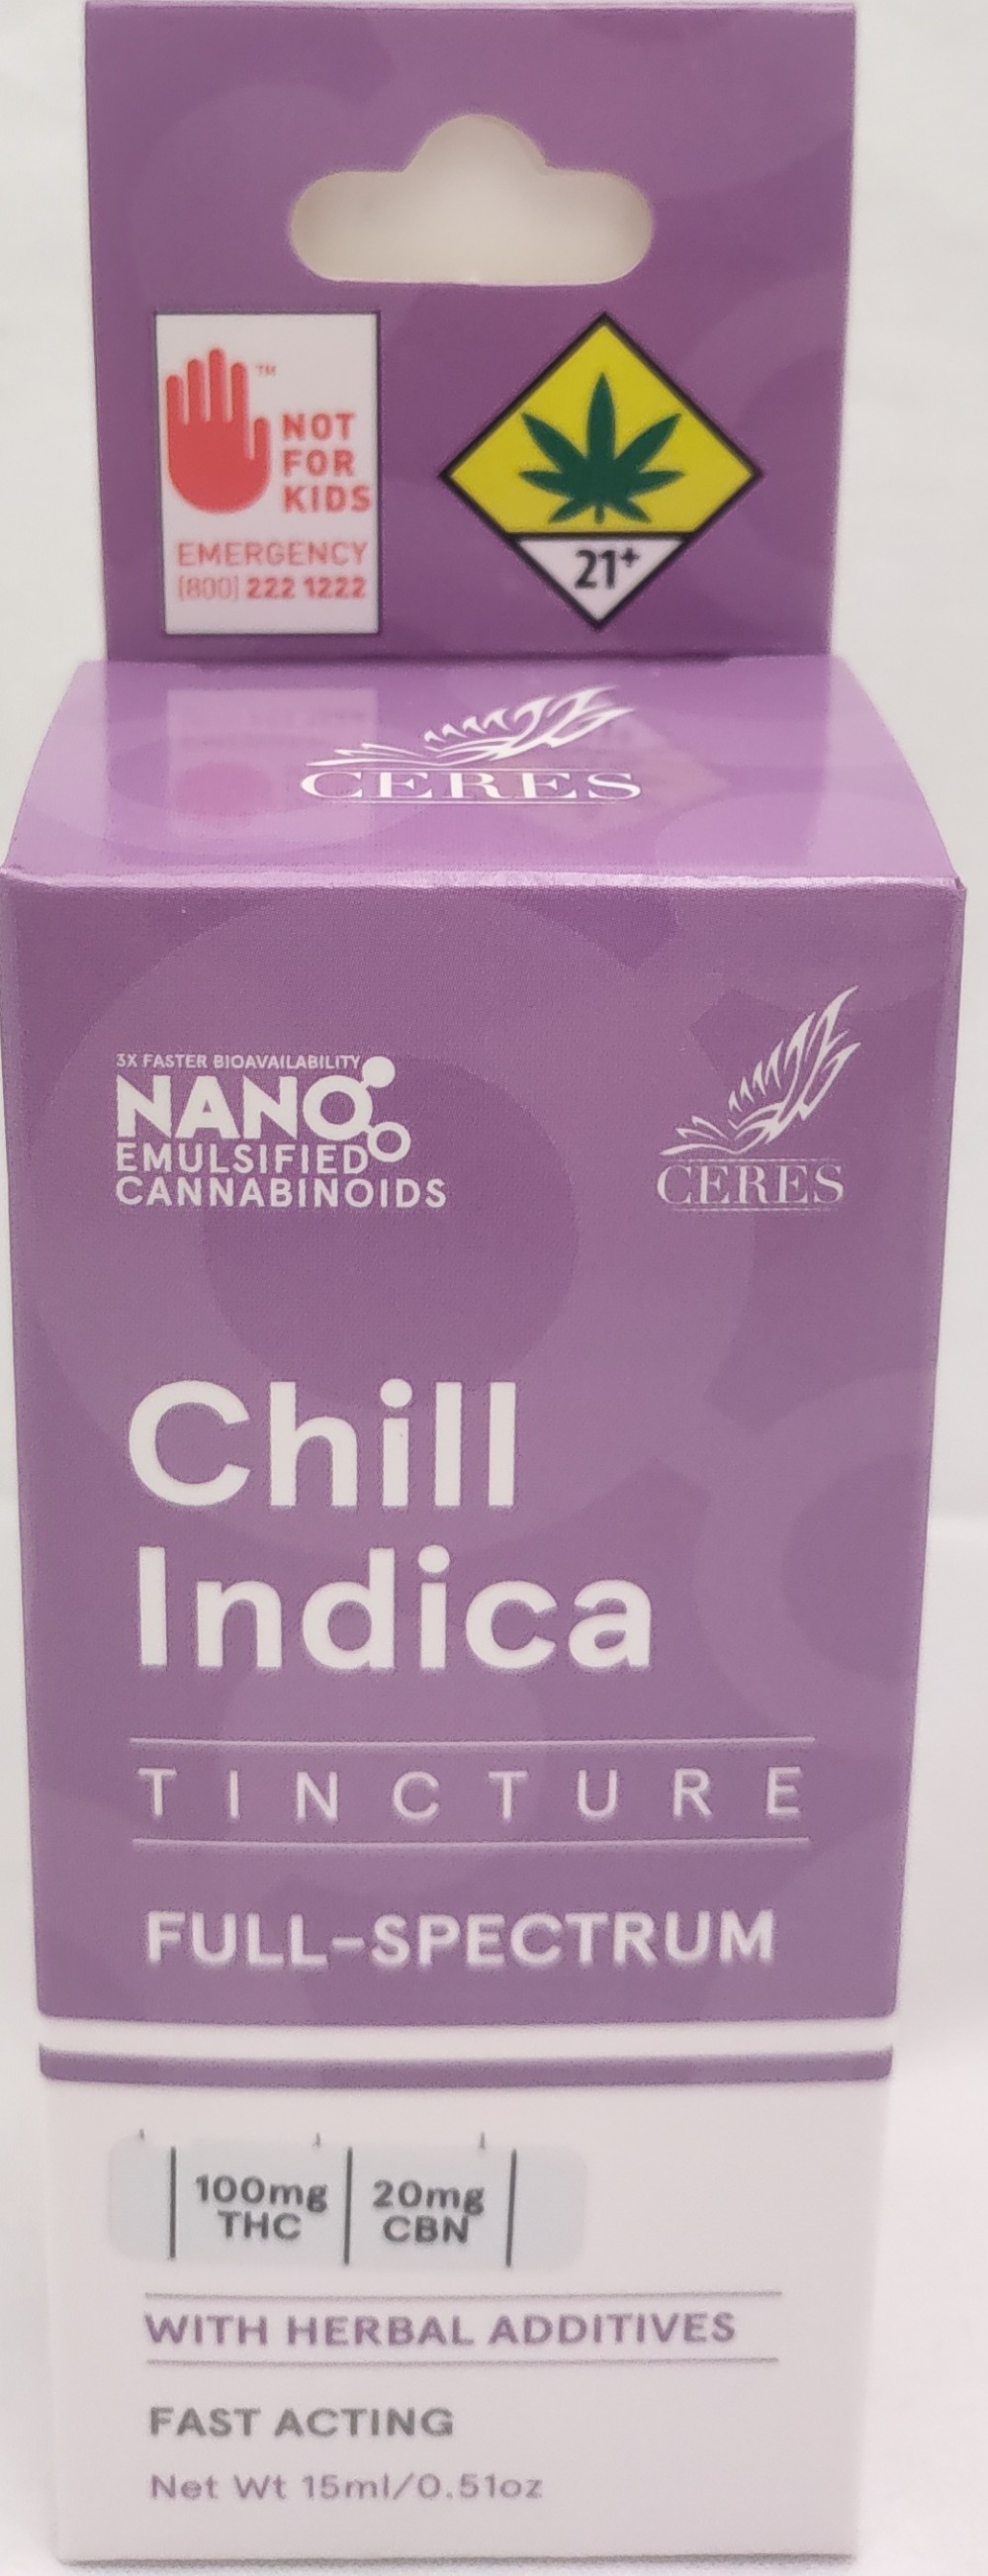 ™
NOT
FOR
KIDS
EMERGENCY
(800) 222 1222
21+
CERES
3X FASTER BIOAVAILABILITY
NANO
EMULSIFIED
CANNABINOIDS
CERES
Chill
Indica
TINCTURE
FULL-SPECTRUM
100mg
THC
20mg
CBN
WITH HERBAL ADDITIVES
FAST ACTING
Net Wt 15ml/0.51oz